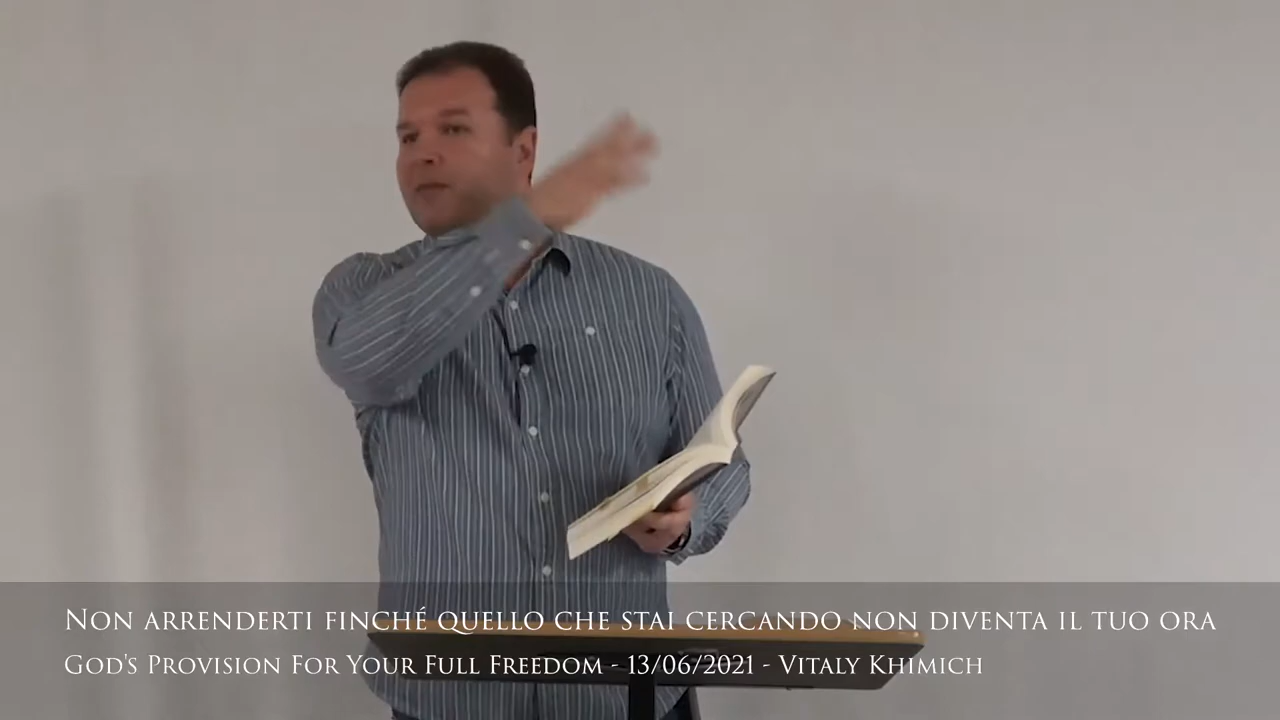 Non arrenderti finché quello che stai cercando non diventa il tuo ora
God's Provision For Your Full Freedom - 13/06/2021 - Vitaly Khimich